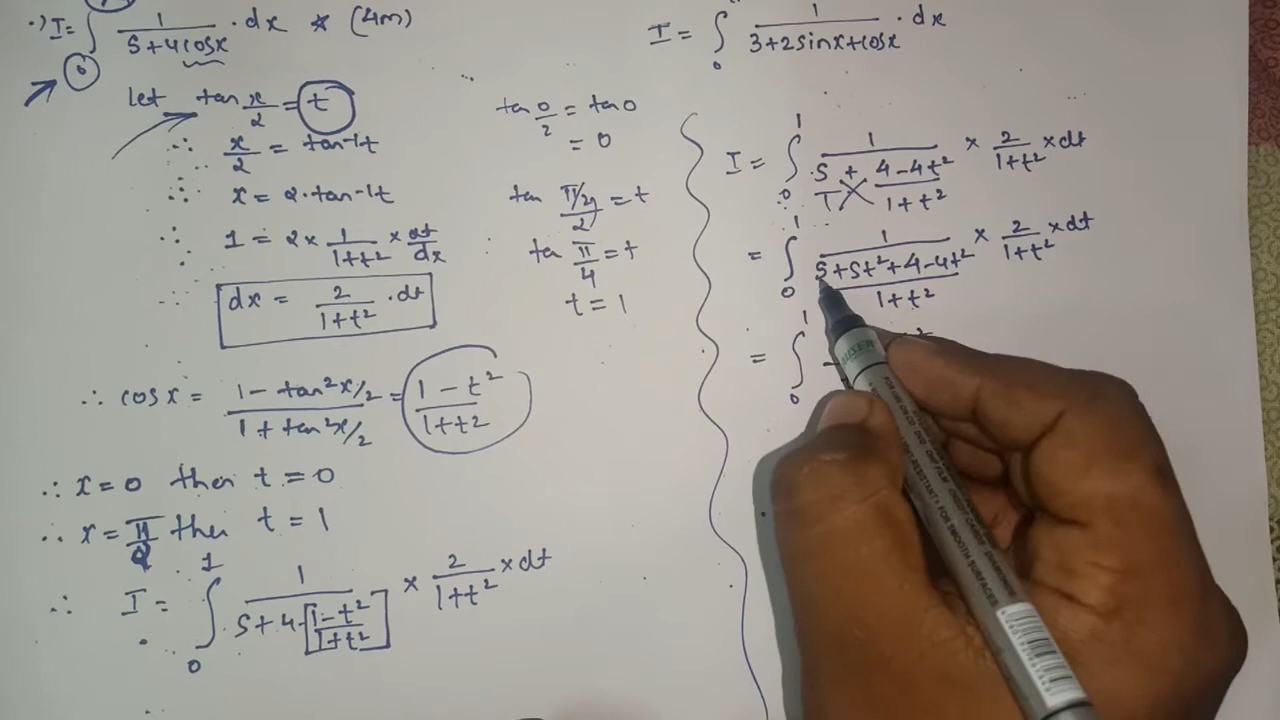 ·) I = ∫₀ 1/(5+4cosx) · dx * (4m)
Let tan x/2 = t
∴ x/2 = tan-1t
∴ x = 2·tan-1t
∴ 1 = 2 × 1/(1+t²) × dt/dx
∴ dx = 2/(1+t²) · dt
tan 0/2 = tan0
= 0
tan (π/2)/2 = t
tan π/4 = t
t = 1
∴ cosx = (1 - tan²x/2)/(1 + tan²x/2) = (1-t²)/(1+t²)
∴ x=0 then t=0
∴ x=π/2 then t=1
∴ I = ∫₀¹ 1/(5+4·[(1-t²)/(1+t²)]) × 2/(1+t²) × dt
I = ∫₀ 1/(3+2sinx+cosx) · dx
I = ∫₀¹ 1/(5/1 + (4-4t²)/(1+t²)) × 2/(1+t²) × dt
= ∫₀¹ 1/((5+5t²+4-4t²)/(1+t²)) × 2/(1+t²) × dt
= ∫₀¹